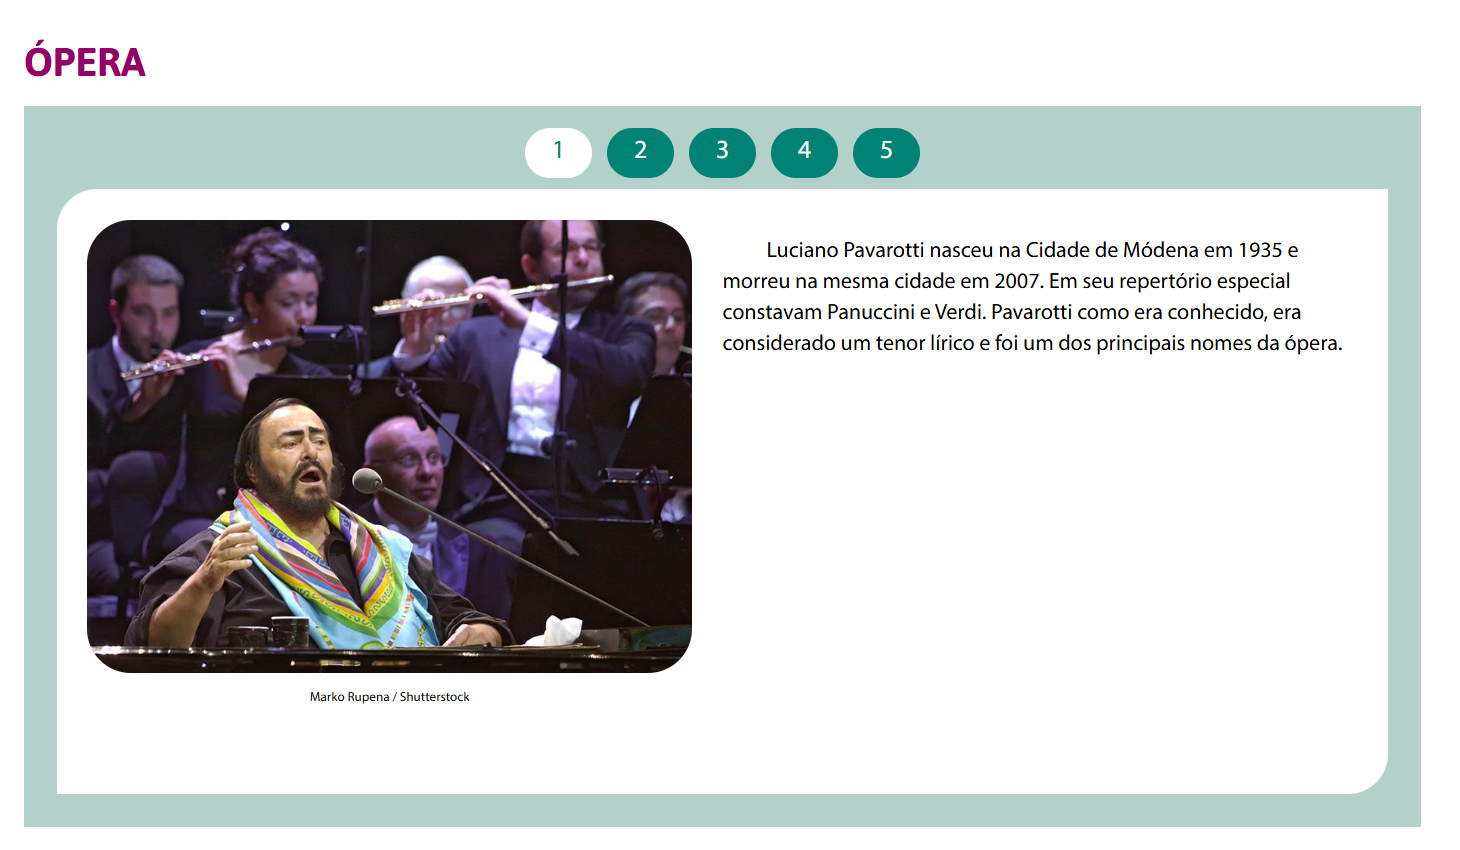 ÓPERA
1 2 3 4 5
Luciano Pavarotti nasceu na Cidade de Módena em 1935 e
morreu na mesma cidade em 2007. Em seu repertório especial
constavam Panuccini e Verdi. Pavarotti como era conhecido, era
considerado um tenor lírico e foi um dos principais nomes da ópera.
Marko Rupena / Shutterstock